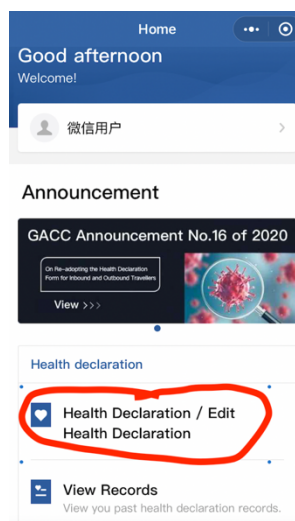 Home
Good afternoon
Welcome!
微信用户
Announcement
GACC Announcement No.16 of 2020
On Re-adopting the Health Declaration
Form for Inbound and Outbound Travellers
View >>>
Health declaration
Health Declaration / Edit
Health Declaration
View Records
View you past health declaration records.